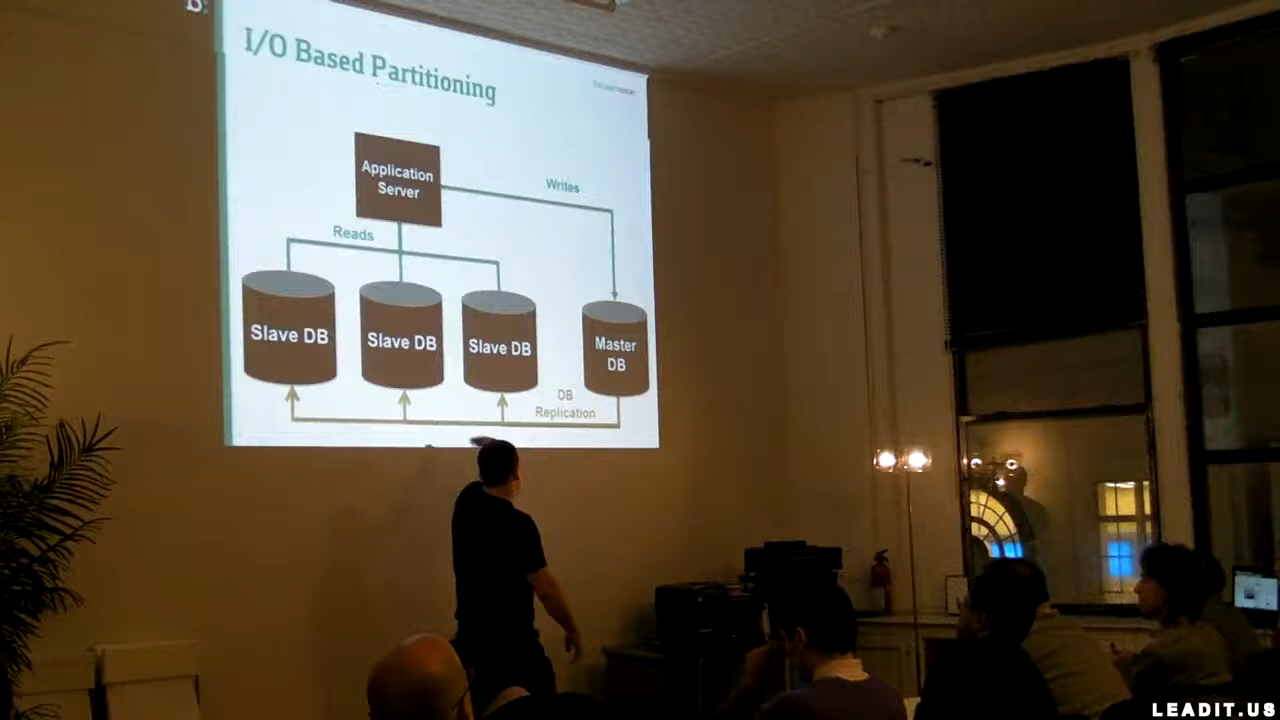 I/O Based Partitioning
Application
Server
Writes
Reads
Slave DB
Slave DB
Slave DB
Master
DB
DB
Replication
LEADIT.US